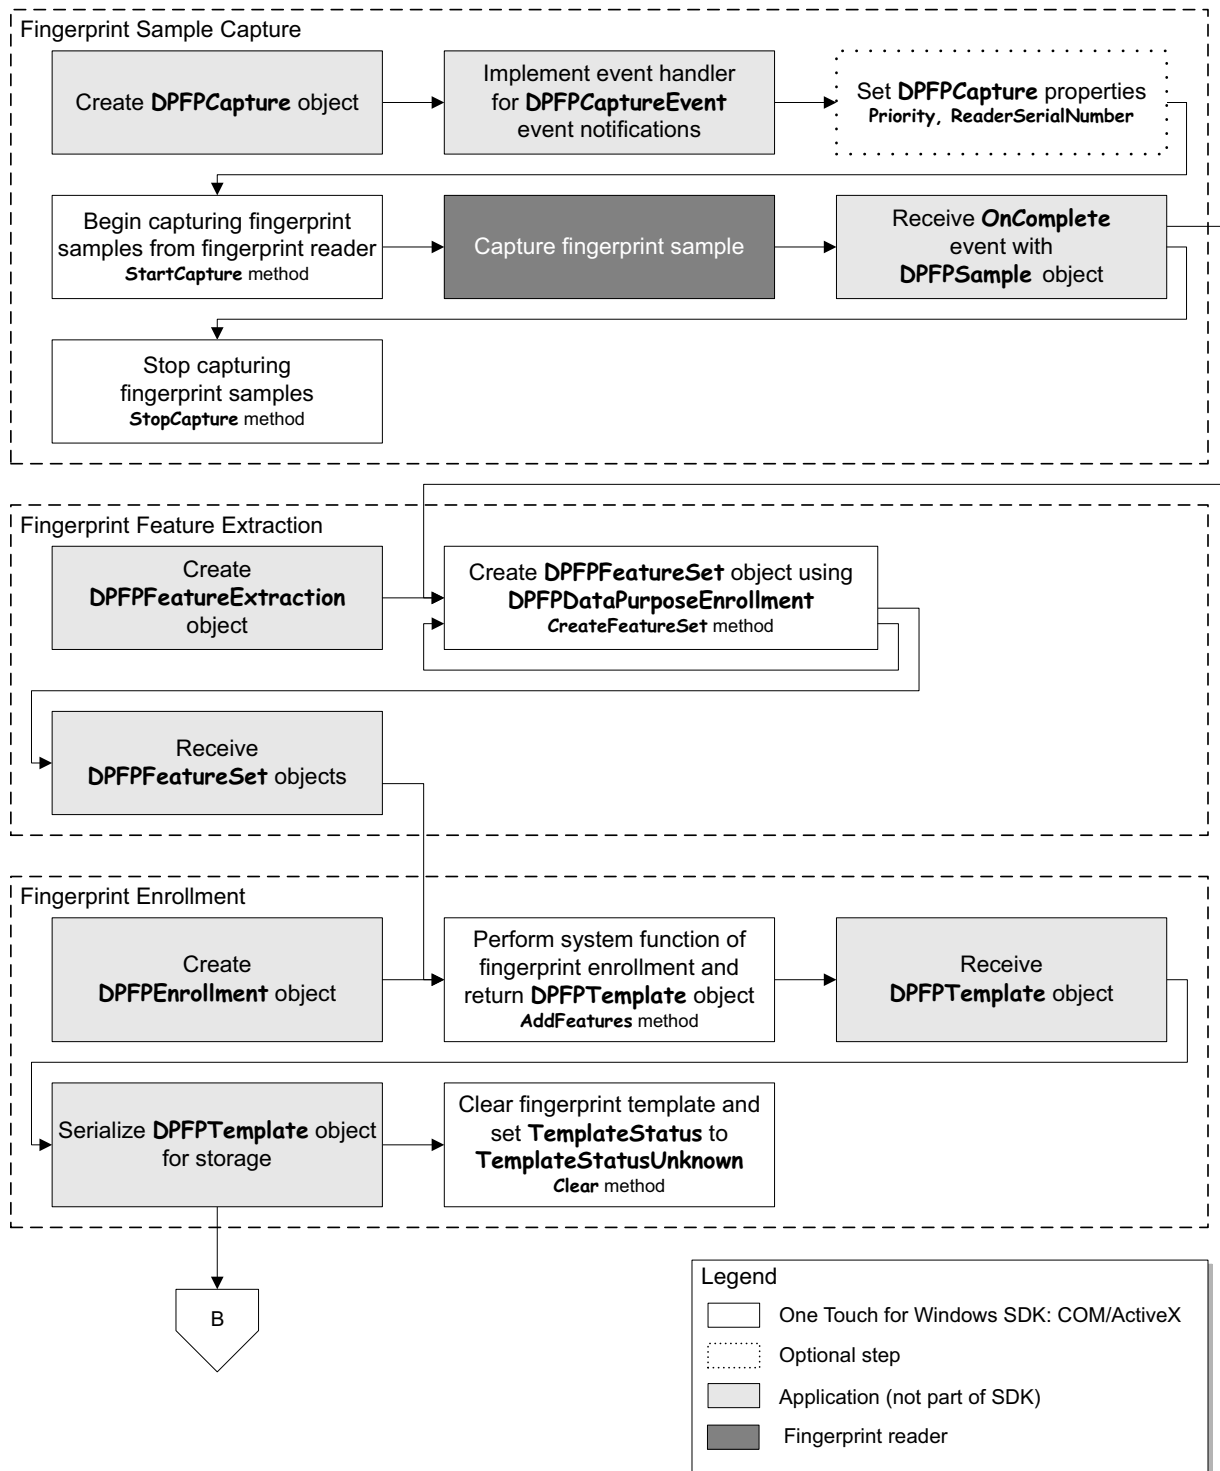 Fingerprint Sample Capture
Create DPFPCapture object
Implement event handler
for DPFPCaptureEvent
event notifications
Set DPFPCapture properties
Priority, ReaderSerialNumber
Begin capturing fingerprint
samples from fingerprint reader
StartCapture method
Capture fingerprint sample
Receive OnComplete
event with
DPFPSample object
Stop capturing
fingerprint samples
StopCapture method
Fingerprint Feature Extraction
Create
DPFPFeatureExtraction
object
Create DPFPFeatureSet object using
DPFPDataPurposeEnrollment
CreateFeatureSet method
Receive
DPFPFeatureSet objects
Fingerprint Enrollment
Create
DPFPEnrollment object
Perform system function of
fingerprint enrollment and
return DPFPTemplate object
AddFeatures method
Receive
DPFPTemplate object
Serialize DPFPTemplate object
for storage
Clear fingerprint template and
set TemplateStatus to
TemplateStatusUnknown
Clear method
B
Legend
One Touch for Windows SDK: COM/ActiveX
Optional step
Application (not part of SDK)
Fingerprint reader